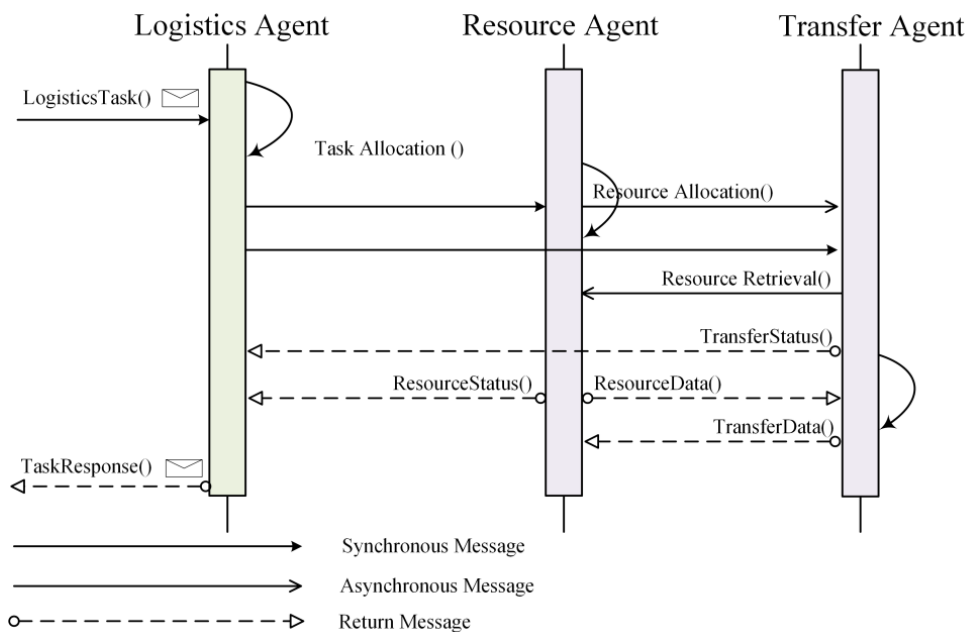 Logistics Agent
Resource Agent
Transfer Agent
LogisticsTask()
Task Allocation ()
Resource Allocation()
Resource Retrieval()
TransferStatus()
ResourceStatus()
ResourceData()
TransferData()
TaskResponse()
Synchronous Message
Asynchronous Message
Return Message